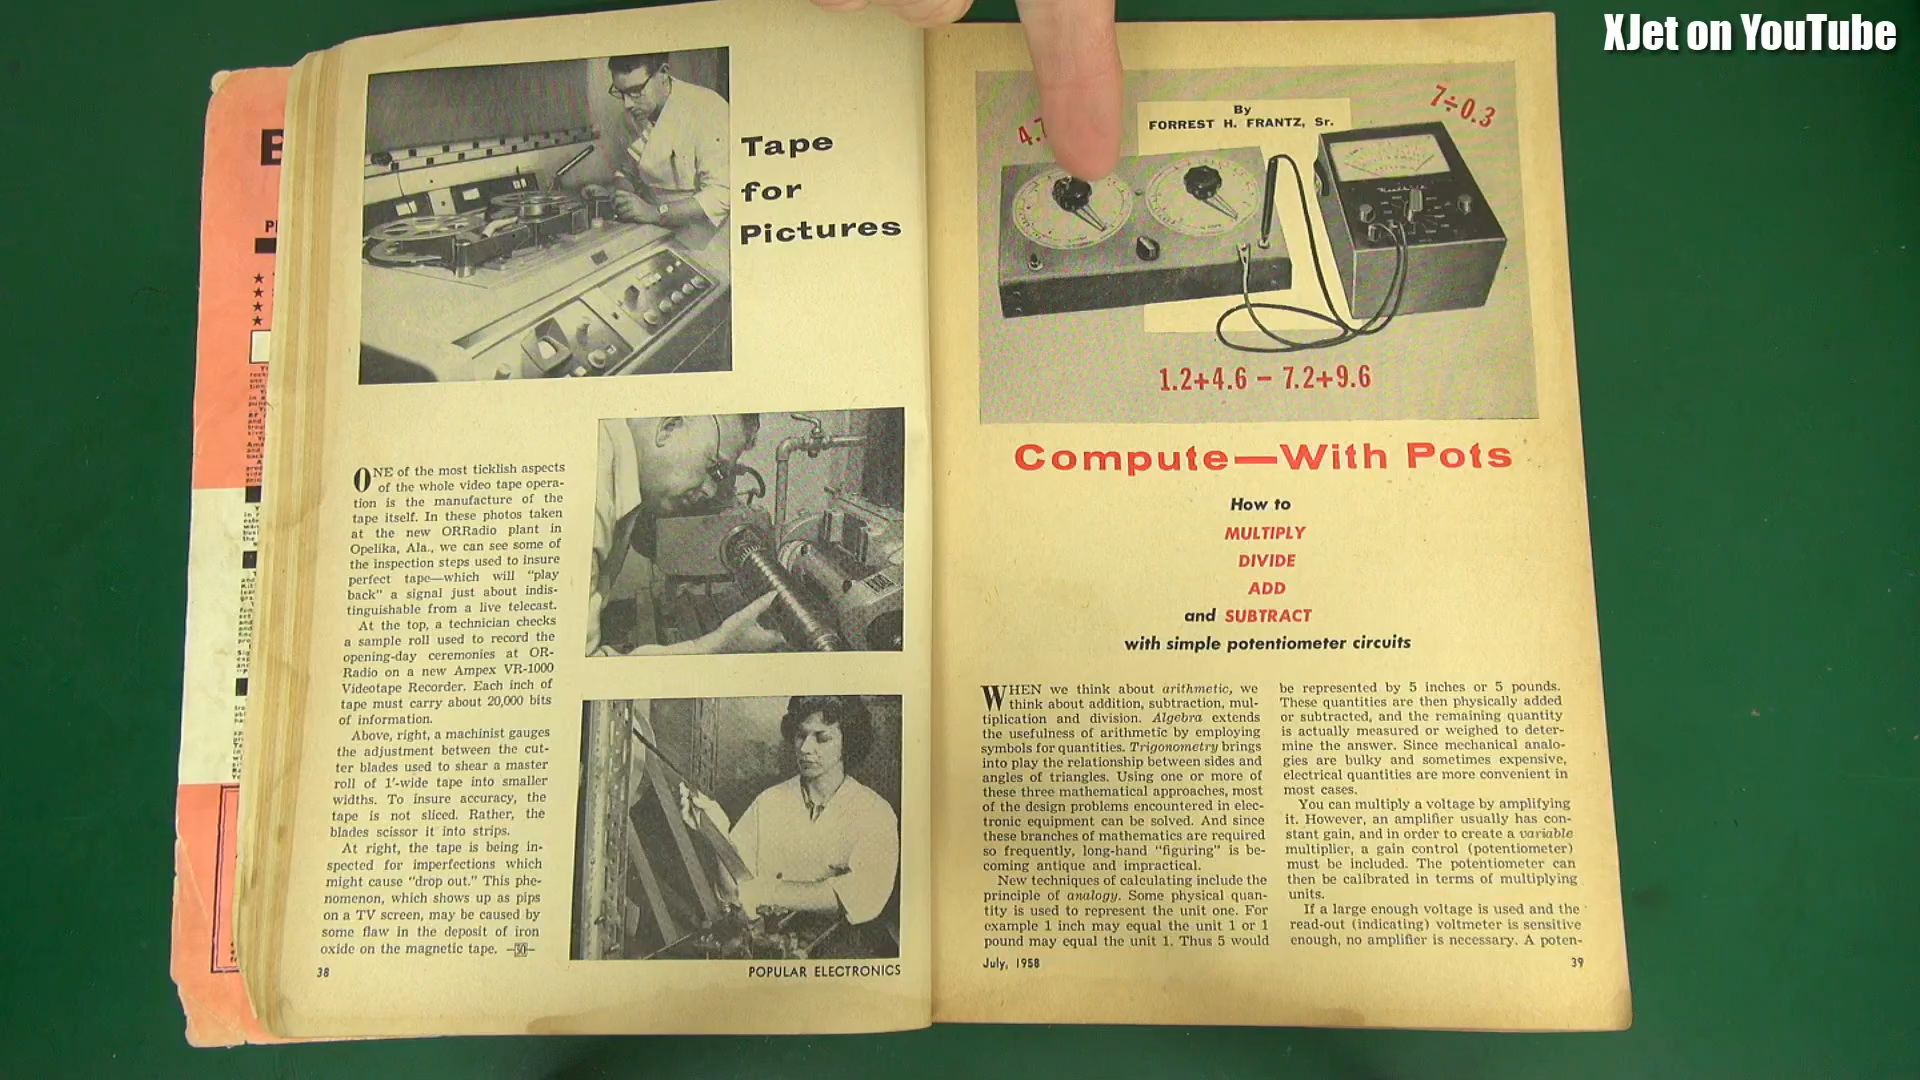 XJet on YouTube
Tape
for
Pictures
ONE of the most ticklish aspects
of the whole video tape opera-
tion is the manufacture of the
tape itself. In these photos taken
at the new ORRadio plant in
Opelika, Ala., we can see some of
the inspection steps used to insure
perfect tape—which will "play
back" a signal just about indis-
tinguishable from a live telecast.
At the top, a technician checks
a sample roll used to record the
opening-day ceremonies at OR-
Radio on a new Ampex VR-1000
Videotape Recorder. Each inch of
tape must carry about 20,000 bits
of information.
Above, right, a machinist gauges
the adjustment between the cut-
ter blades used to shear a master
roll of 1'-wide tape into smaller
widths. To insure accuracy, the
tape is not sliced. Rather, the
blades scissor it into strips.
At right, the tape is being in-
spected for imperfections which
might cause "drop out." This phe-
nomenon, which shows up as pips
on a TV screen, may be caused by
some flaw in the deposit of iron
oxide on the magnetic tape. —30—
38
POPULAR ELECTRONICS
By
FORREST H. FRANTZ, Sr.
4.7
7÷0.3
1.2+4.6 – 7.2+9.6
Compute—With Pots
How to
MULTIPLY
DIVIDE
ADD
and SUBTRACT
with simple potentiometer circuits
WHEN we think about arithmetic, we
think about addition, subtraction, mul-
tiplication and division. Algebra extends
the usefulness of arithmetic by employing
symbols for quantities. Trigonometry brings
into play the relationship between sides and
angles of triangles. Using one or more of
these three mathematical approaches, most
of the design problems encountered in elec-
tronic equipment can be solved. And since
these branches of mathematics are required
so frequently, long-hand "figuring" is be-
coming antique and impractical.
New techniques of calculating include the
principle of analogy. Some physical quan-
tity is used to represent the unit one. For
example 1 inch may equal the unit 1 or 1
pound may equal the unit 1. Thus 5 would
be represented by 5 inches or 5 pounds.
These quantities are then physically added
or subtracted, and the remaining quantity
is actually measured or weighed to deter-
mine the answer. Since mechanical analo-
gies are bulky and sometimes expensive,
electrical quantities are more convenient in
most cases.
You can multiply a voltage by amplifying
it. However, an amplifier usually has con-
stant gain, and in order to create a variable
multiplier, a gain control (potentiometer)
must be included. The potentiometer can
then be calibrated in terms of multiplying
units.
If a large enough voltage is used and the
read-out (indicating) voltmeter is sensitive
enough, no amplifier is necessary. A poten-
July, 1958
39